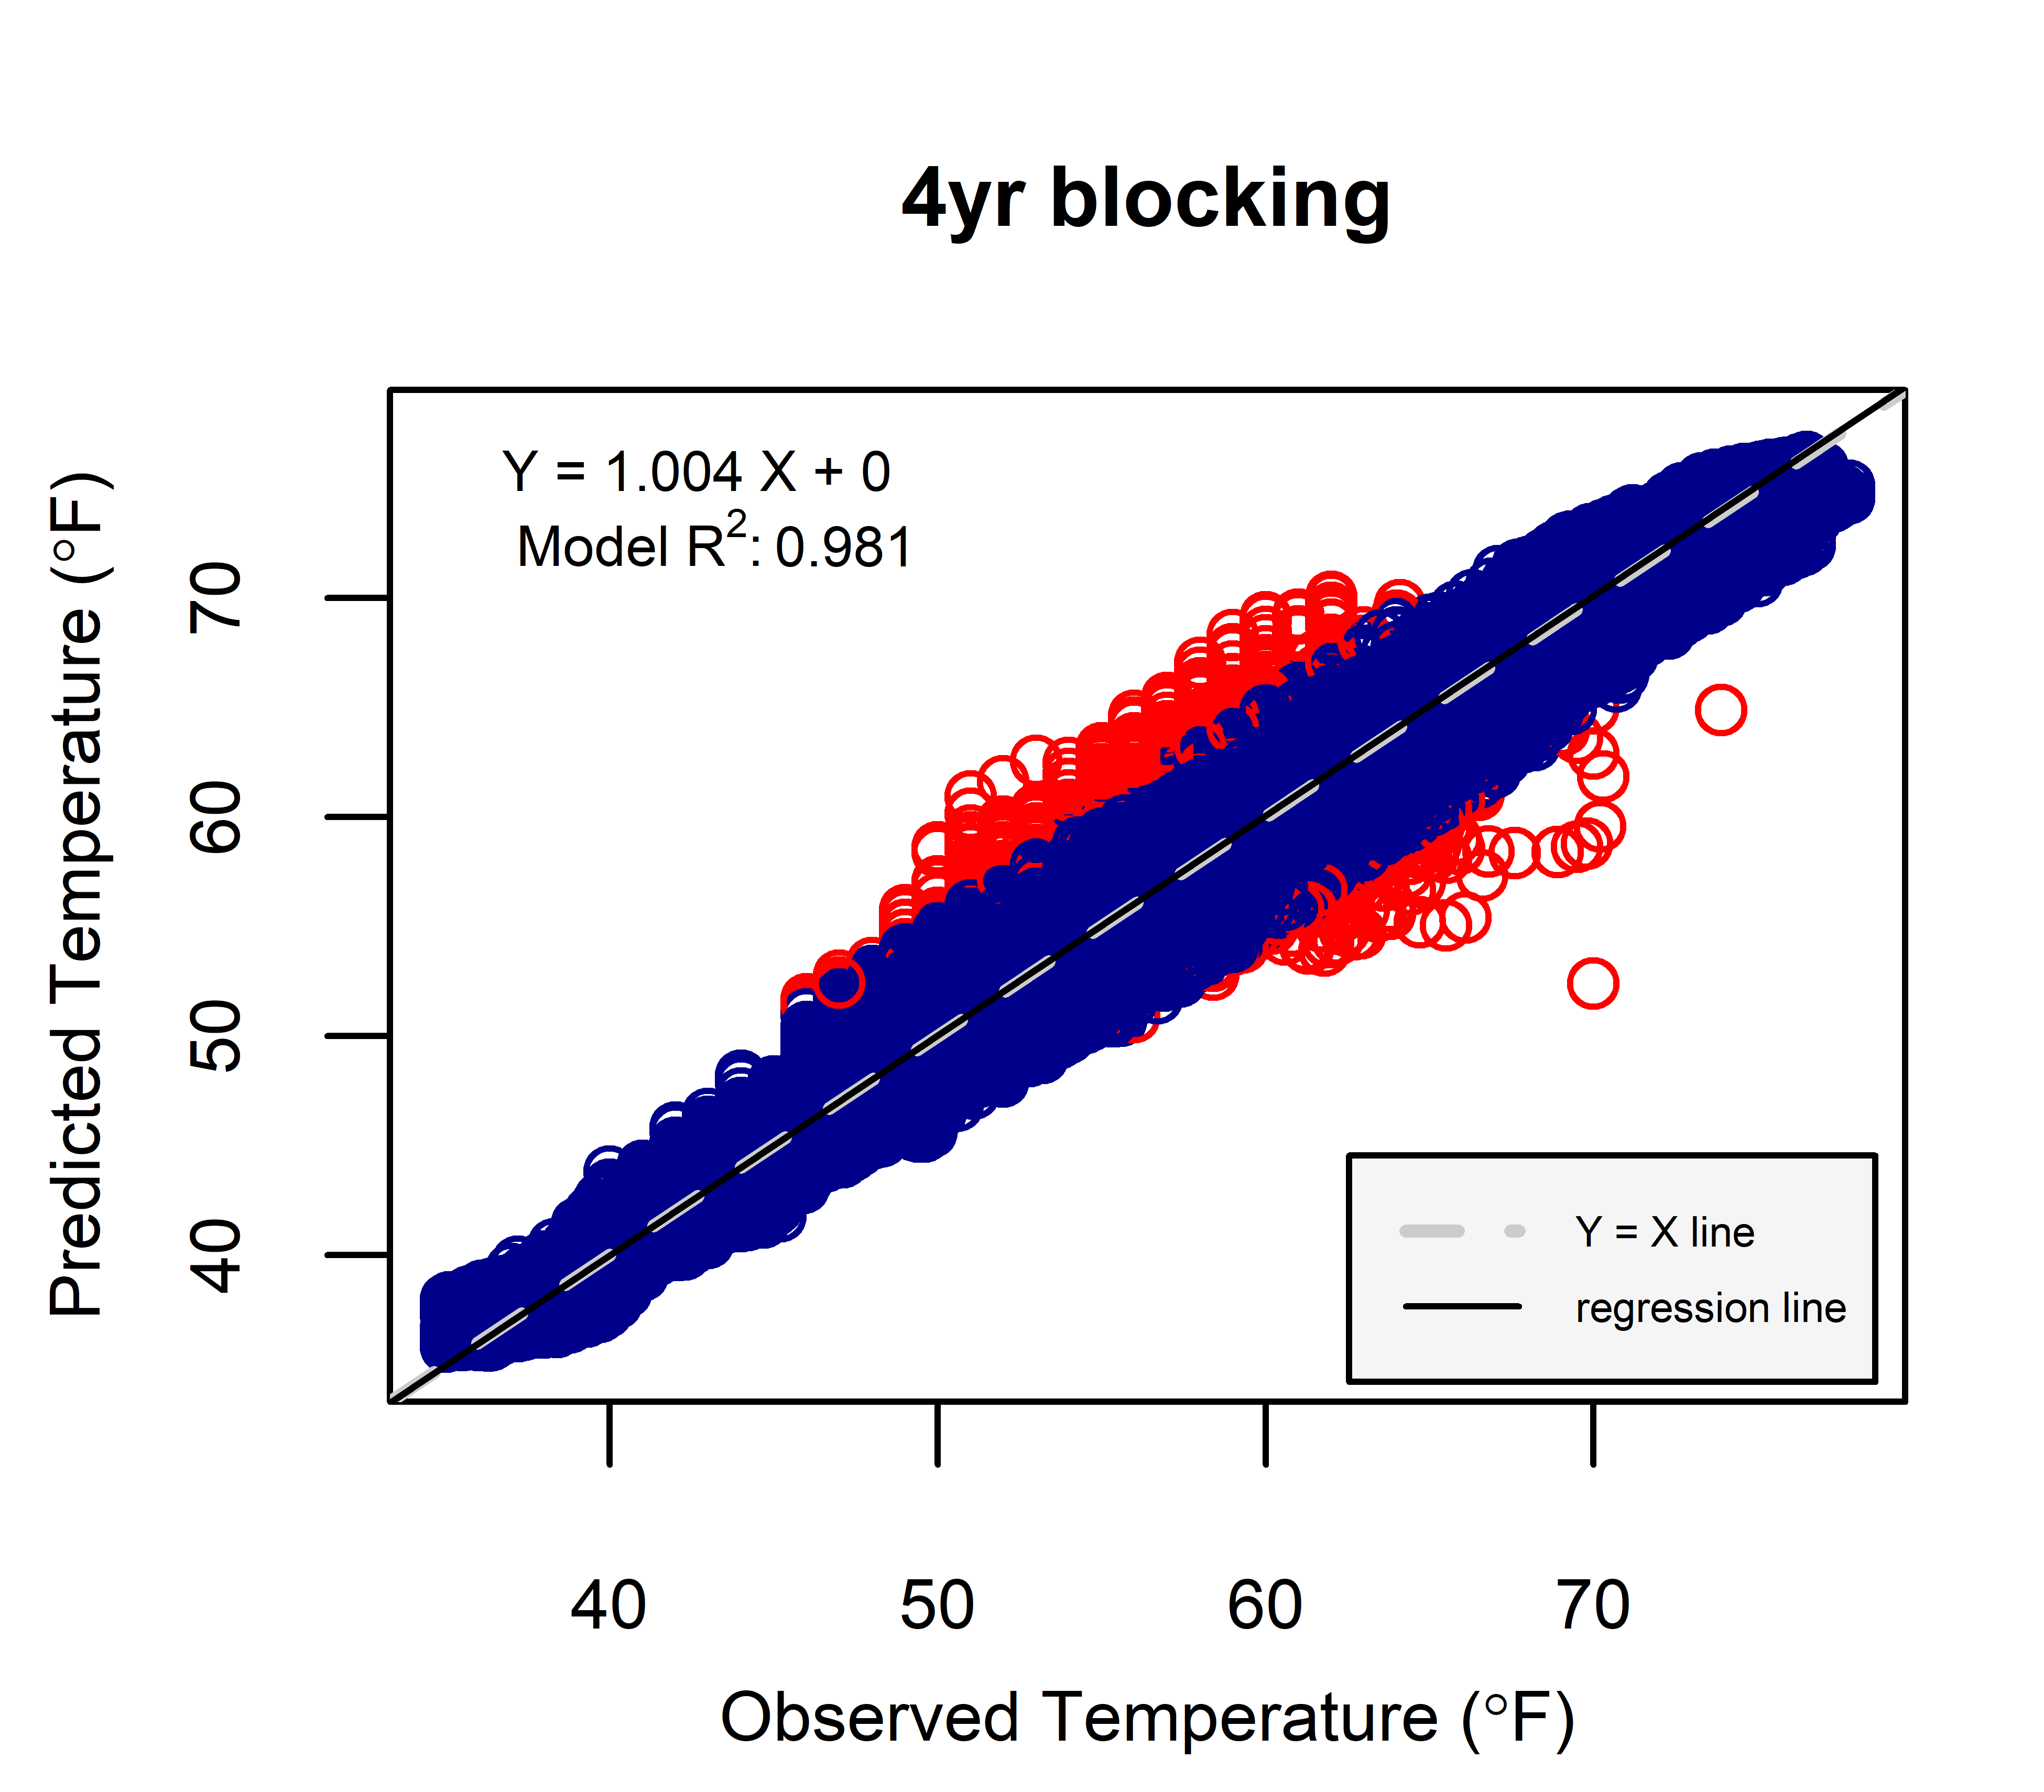 4yr blocking
Y = 1.004 X + 0
Model R²: 0.981
Predicted Temperature (°F)
70
60
50
40
Y = X line
regression line
40 50 60 70
Observed Temperature (°F)